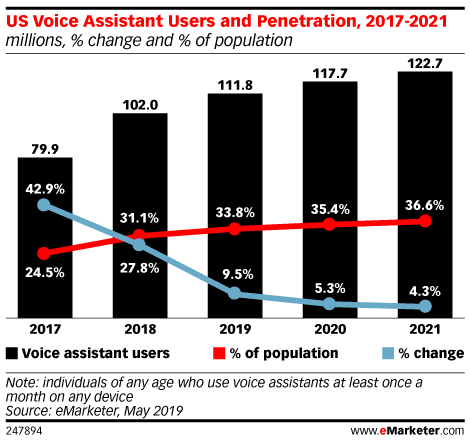 US Voice Assistant Users and Penetration, 2017-2021
millions, % change and % of population
79.9
102.0
111.8
117.7
122.7
42.9%
31.1%
33.8%
35.4%
36.6%
24.5%
27.8%
9.5%
5.3%
4.3%
2017 2018 2019 2020 2021
Voice assistant users % of population % change
Note: individuals of any age who use voice assistants at least once a
month on any device
Source: eMarketer, May 2019
247894 www.eMarketer.com